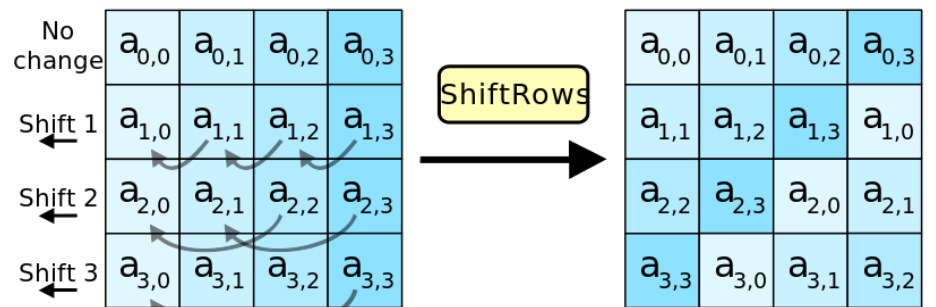 No
change
a0,0 a0,1 a0,2 a0,3
Shift 1
a1,0 a1,1 a1,2 a1,3
Shift 2
a2,0 a2,1 a2,2 a2,3
Shift 3
a3,0 a3,1 a3,2 a3,3
ShiftRows
a0,0 a0,1 a0,2 a0,3
a1,1 a1,2 a1,3 a1,0
a2,2 a2,3 a2,0 a2,1
a3,3 a3,0 a3,1 a3,2